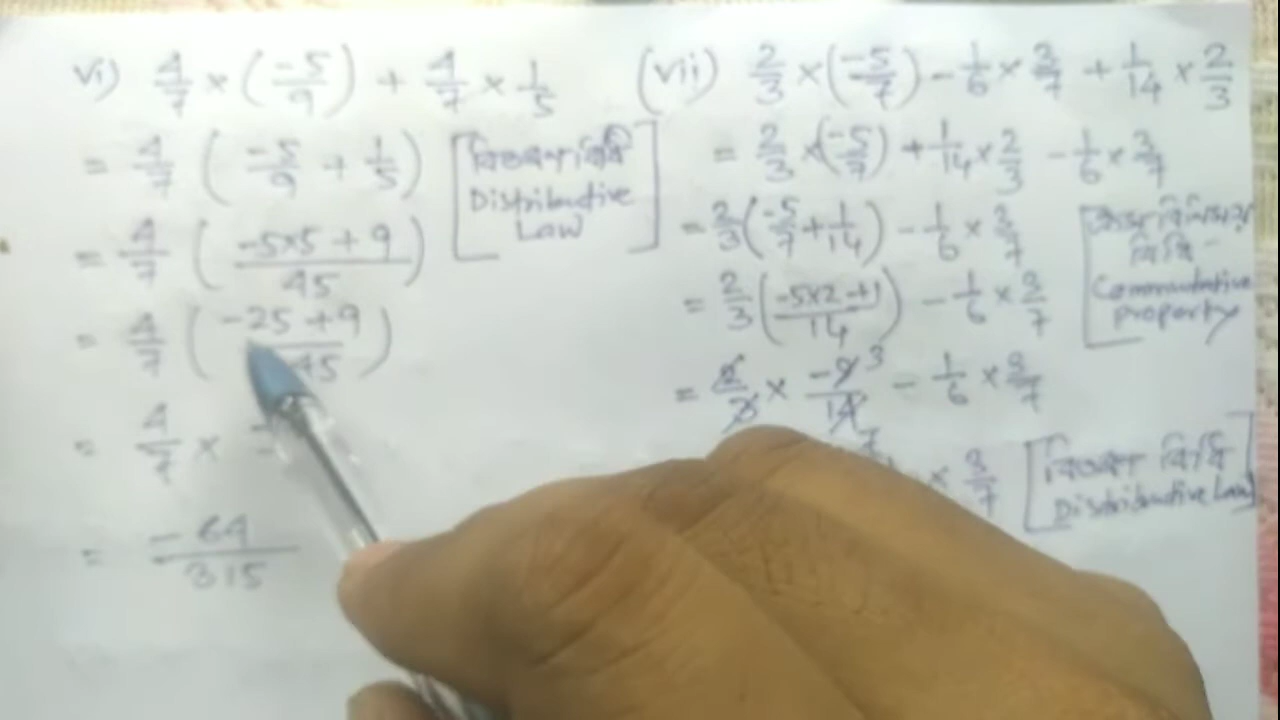 vi) 4/7 × (-5/9) + 4/7 × 1/5
= 4/7 (-5/9 + 1/5)
[বিতৰণ বিধি
Distributive
Law]
= 4/7 (-5×5 + 9 / 45)
= 4/7 (-25 + 9 / 45)
= 4/7 ×
= -64/315
(vii) 2/3 × (-5/7) - 1/6 × 3/7 + 1/14 × 2/3
= 2/3 × (-5/7) + 1/14 × 2/3 - 1/6 × 3/7
= 2/3 (-5/7 + 1/14) - 1/6 × 3/7
বিধি
Commutative
property
= 2/3 (-5×2 + 1 / 14) - 1/6 × 3/7
= 2/3 × -9 3/14 7 - 1/6 × 3/7
× 3/7
[বিতৰণ বিধি
Distributive Law]